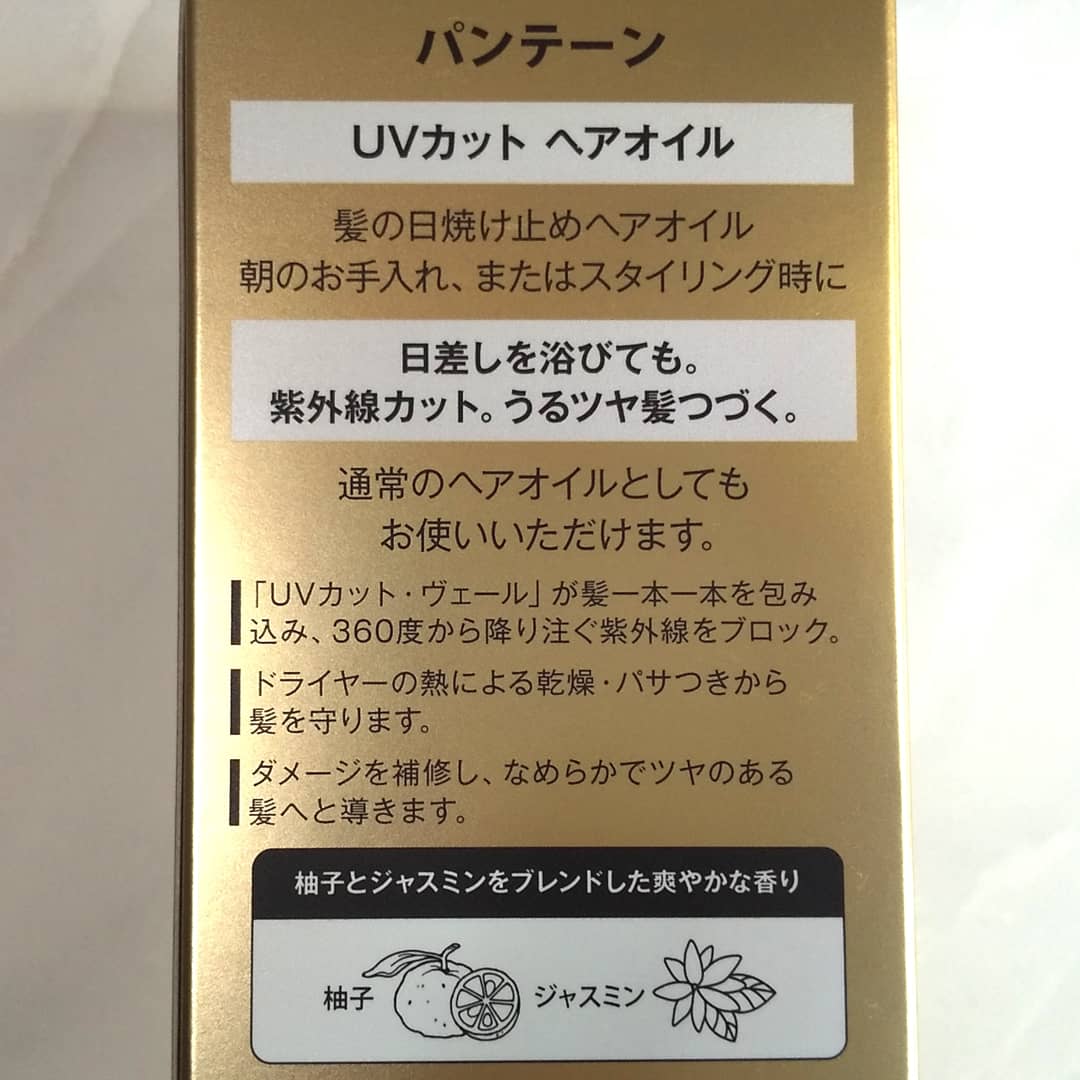 パンテーン
UVカット ヘアオイル
髪の日焼け止めヘアオイル
朝のお手入れ、またはスタイリング時に
日差しを浴びても。
紫外線カット。うるツヤ髪つづく。
通常のヘアオイルとしても
お使いいただけます。
「UVカット・ヴェール」が髪一本一本を包み
込み、360度から降り注ぐ紫外線をブロック。
ドライヤーの熱による乾燥・パサつきから
髪を守ります。
ダメージを補修し、なめらかでツヤのある
髪へと導きます。
柚子とジャスミンをブレンドした爽やかな香り
柚子 ジャスミン